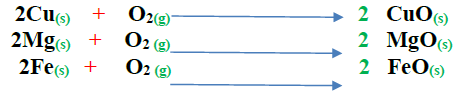 2Cu(s) + O2(g) 2 CuO(s)
2Mg(s) + O2 (g) 2 MgO(s)
2Fe(s) + O2 (g) 2 FeO(s)